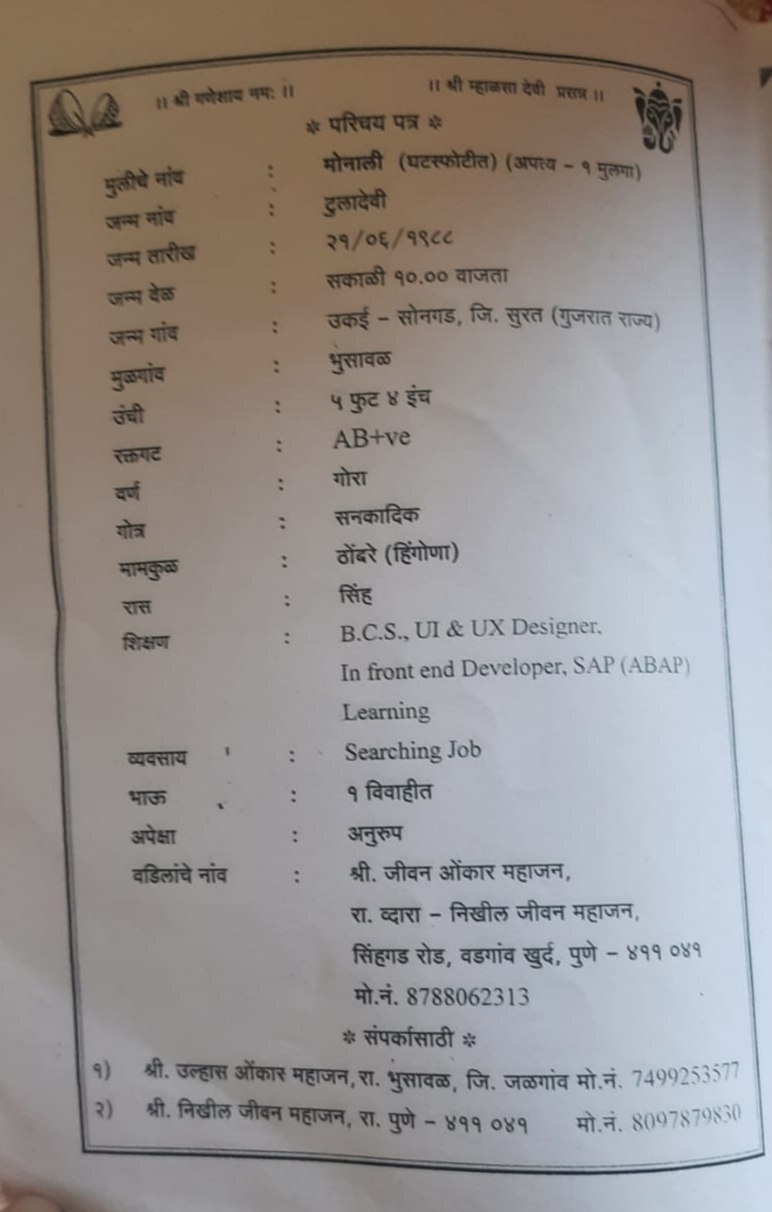 ।। श्री गणेशाय नमः ।।
।। श्री म्हाळसा देवी प्रसन्न ।।
❉ परिचय पत्र ❉
मुलीचे नांव : मोनाली (घटस्फोटीत) (अपत्य – १ मुलगा)
जन्म नांव : टुलादेवी
जन्म तारीख : २१/०६/१९८८
जन्म वेळ : सकाळी १०.०० वाजता
जन्म गांव : उकई – सोनगड, जि. सुरत (गुजरात राज्य)
मुळगांव : भुसावळ
उंची : ५ फुट ४ इंच
रक्तगट : AB+ve
वर्ण : गोरा
गोत्र : सनकादिक
मामकुळ : ठोंबरे (हिंगोणा)
रास : सिंह
शिक्षण : B.C.S., UI & UX Designer.
In front end Developer, SAP (ABAP)
Learning
व्यवसाय : Searching Job
भाऊ : १ विवाहीत
अपेक्षा : अनुरुप
वडिलांचे नांव : श्री. जीवन ओंकार महाजन,
रा. व्दारा – निखील जीवन महाजन,
सिंहगड रोड, वडगांव खुर्द, पुणे – ४११ ०४१
मो.नं. 8788062313
❉ संपर्कासाठी ❉
१) श्री. उल्हास ओंकार महाजन, रा. भुसावळ, जि. जळगांव मो.नं. 7499253577
२) श्री. निखील जीवन महाजन, रा. पुणे – ४११ ०४१ मो.नं. 8097879830